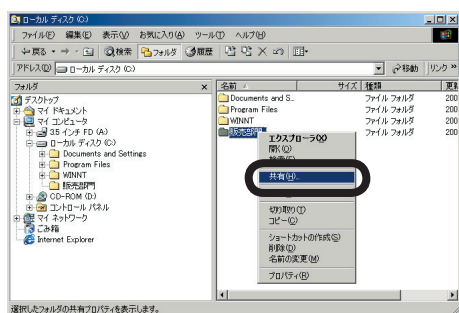 ローカル ディスク (C:)
ファイル(F) 編集(E) 表示(V) お気に入り(A) ツール(T) ヘルプ(H)
戻る 検索 フォルダ 履歴
アドレス(D) ローカル ディスク (C:) 移動 リンク »
フォルダ ×
デスクトップ
マイ ドキュメント
マイ コンピュータ
3.5 インチ FD (A:)
ローカル ディスク (C:)
Documents and Settings
Program Files
WINNT
販売部門
CD-ROM (D:)
コントロール パネル
マイ ネットワーク
ごみ箱
Internet Explorer
名前 サイズ 種類 更新
Documents and S... ファイル フォルダ 200
Program Files ファイル フォルダ 200
WINNT ファイル フォルダ 200
販売部門 ファイル フォルダ 200
エクスプローラ(X)
開く(O)
共有(H)...
切り取り(T)
コピー(C)
ショートカットの作成(S)
削除(D)
名前の変更(M)
プロパティ(R)
選択したフォルダの共有プロパティを表示します。